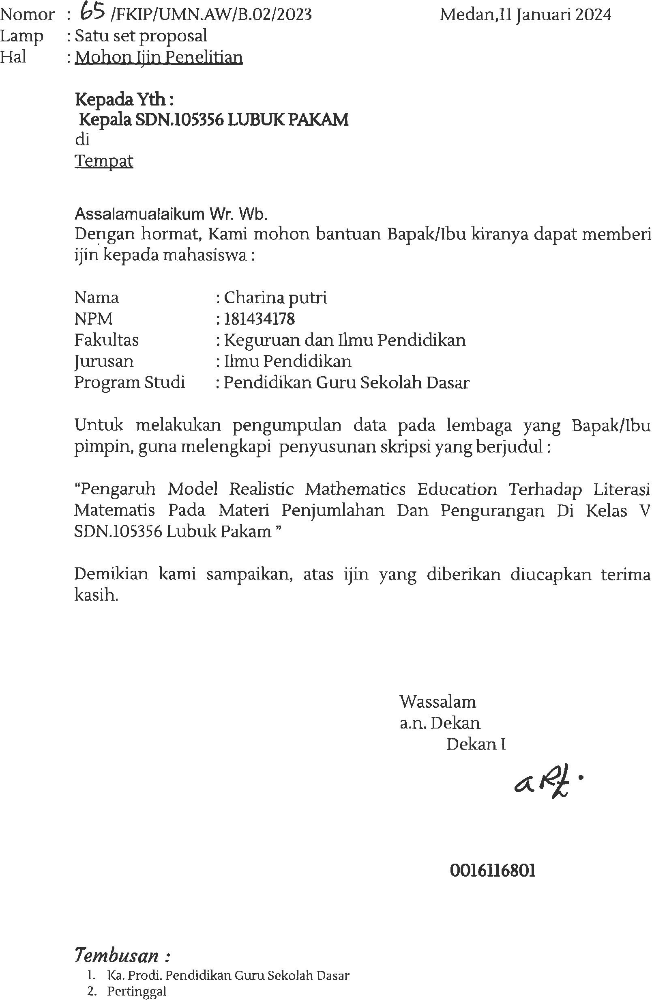 Nomor : 65 /FKIP/UMN.AW/B.02/2023 Medan,11 Januari 2024
Lamp : Satu set proposal
Hal : Mohon Ijin Penelitian
Kepada Yth :
Kepala SDN.105356 LUBUK PAKAM
di
Tempat
Assalamualaikum Wr. Wb.
Dengan hormat, Kami mohon bantuan Bapak/Ibu kiranya dapat memberi
ijin kepada mahasiswa :
Nama : Charina putri
NPM : 181434178
Fakultas : Keguruan dan Ilmu Pendidikan
Jurusan : Ilmu Pendidikan
Program Studi : Pendidikan Guru Sekolah Dasar
Untuk melakukan pengumpulan data pada lembaga yang Bapak/Ibu
pimpin, guna melengkapi penyusunan skripsi yang berjudul :
“Pengaruh Model Realistic Mathematics Education Terhadap Literasi
Matematis Pada Materi Penjumlahan Dan Pengurangan Di Kelas V
SDN.105356 Lubuk Pakam ”
Demikian kami sampaikan, atas ijin yang diberikan diucapkan terima
kasih.
Wassalam
a.n. Dekan
Dekan I
0016116801
Tembusan :
1. Ka. Prodi. Pendidikan Guru Sekolah Dasar
2. Pertinggal